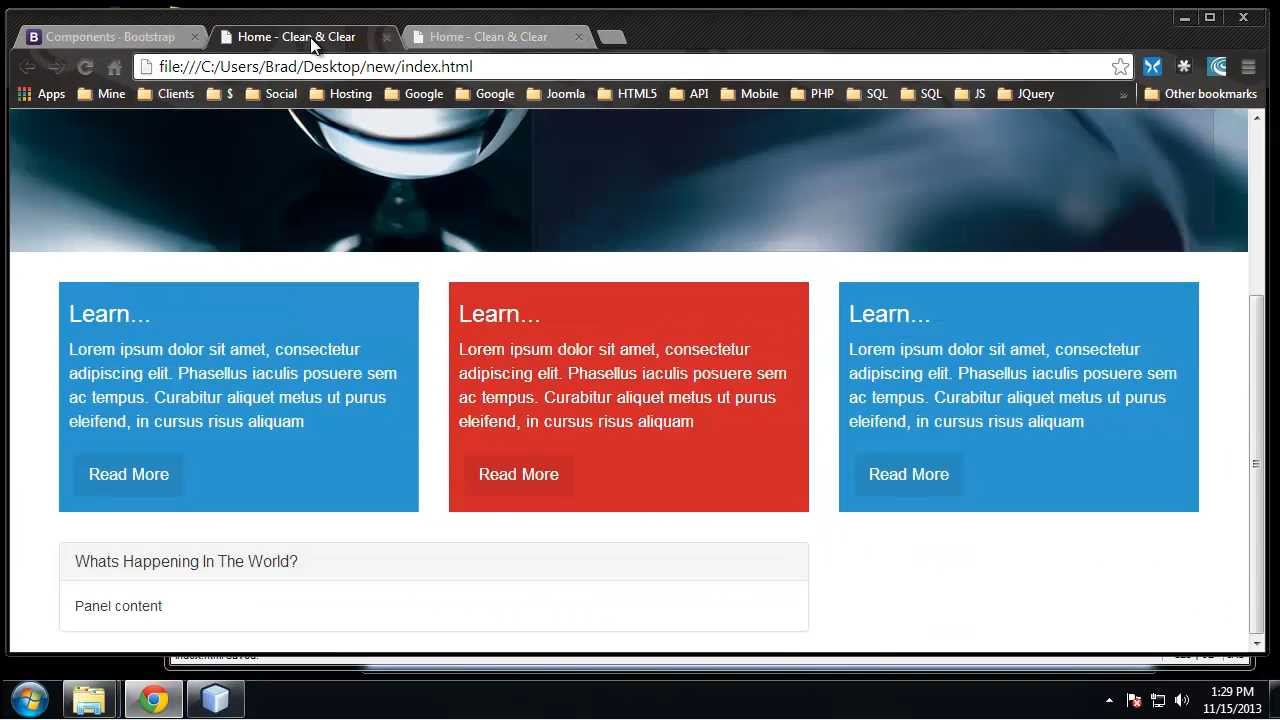 Components · Bootstrap
Home - Clean & Clear
Home - Clean & Clear
file:///C:/Users/Brad/Desktop/new/index.html
Apps Mine Clients $ Social Hosting Google Google Joomla HTML5 API Mobile PHP SQL SQL JS JQuery » Other bookmarks
Learn...
Lorem ipsum dolor sit amet, consectetur
adipiscing elit. Phasellus iaculis posuere sem
ac tempus. Curabitur aliquet metus ut purus
eleifend, in cursus risus aliquam
Read More
Learn...
Lorem ipsum dolor sit amet, consectetur
adipiscing elit. Phasellus iaculis posuere sem
ac tempus. Curabitur aliquet metus ut purus
eleifend, in cursus risus aliquam
Read More
Learn...
Lorem ipsum dolor sit amet, consectetur
adipiscing elit. Phasellus iaculis posuere sem
ac tempus. Curabitur aliquet metus ut purus
eleifend, in cursus risus aliquam
Read More
Whats Happening In The World?
Panel content
1:29 PM
11/15/2013